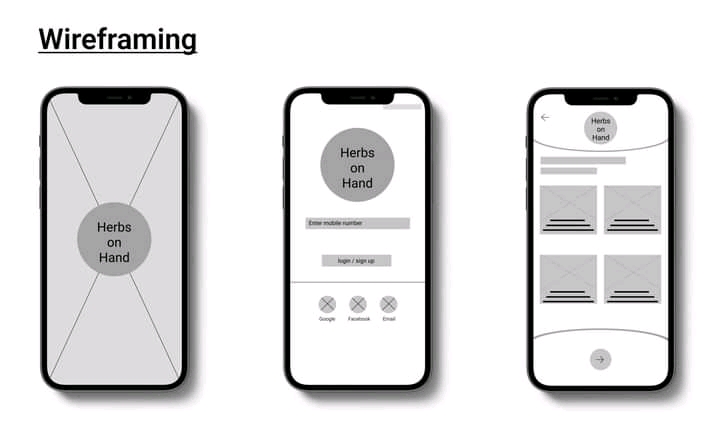 Wireframing
Herbs
on
Hand
Herbs
on
Hand
Enter mobile number
login / sign up
Google
Facebook
Email
Herbs
on
Hand